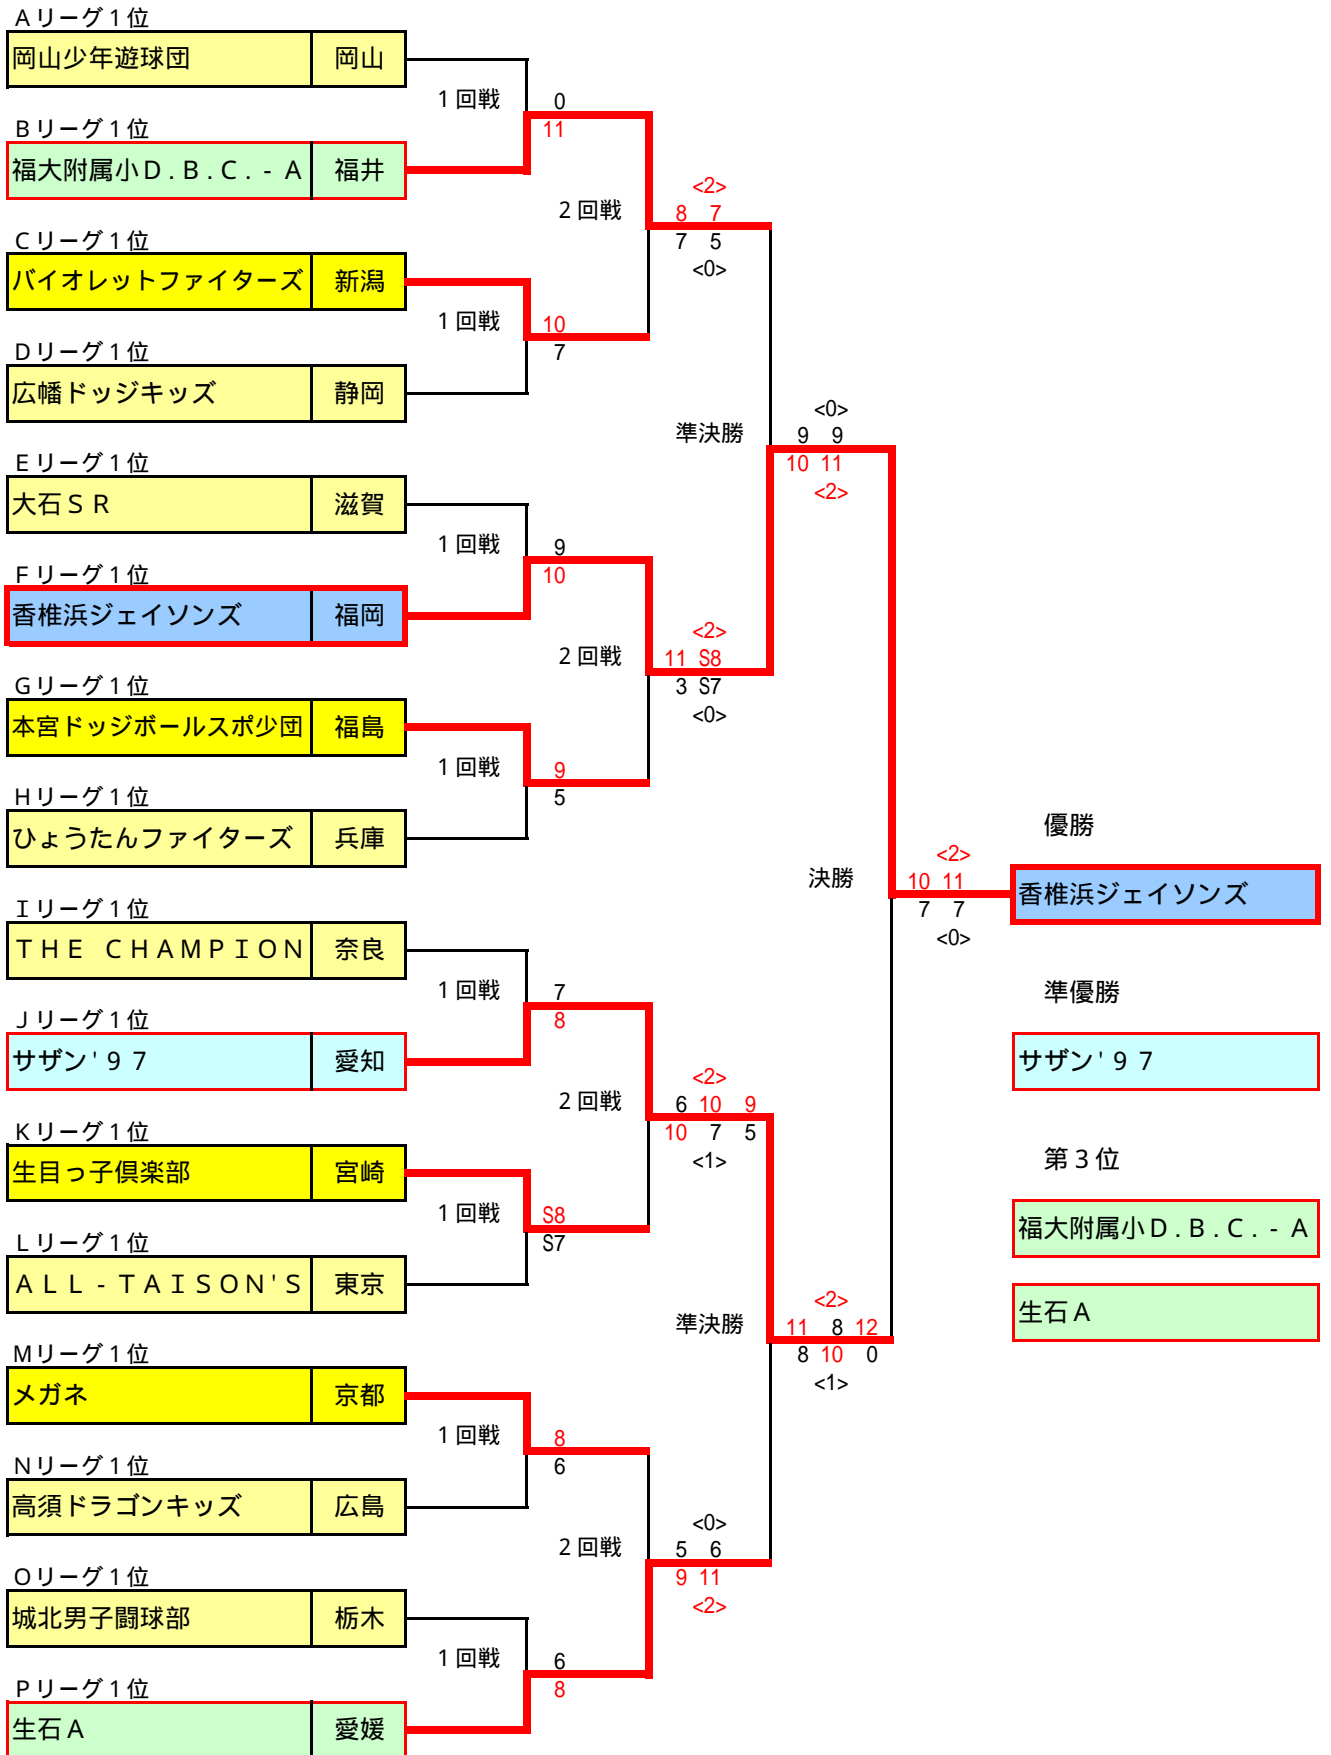 Aリーグ1位
岡山少年遊球団 岡山
1回戦 0
11
Bリーグ1位
福大附属小D.B.C.-A 福井
<2>
2回戦 8 7
7 5
<0>
Cリーグ1位
バイオレットファイターズ 新潟
1回戦 10
7
Dリーグ1位
広幡ドッジキッズ 静岡
<0>
準決勝 9 9
10 11
<2>
Eリーグ1位
大石SR 滋賀
1回戦 9
10
Fリーグ1位
香椎浜ジェイソンズ 福岡
<2>
2回戦 11 S8
3 S7
<0>
Gリーグ1位
本宮ドッジボールスポ少団 福島
1回戦 9
5
Hリーグ1位
ひょうたんファイターズ 兵庫
優勝
<2>
決勝 10 11 香椎浜ジェイソンズ
7 7
<0>
Iリーグ1位
THE CHAMPION 奈良
1回戦 7
8
準優勝
Jリーグ1位
サザン'97 愛知
サザン'97
<2>
2回戦 6 10 9
10 7 5
<1>
Kリーグ1位
生目っ子倶楽部 宮崎
第3位
1回戦 S8
S7
福大附属小D.B.C.-A
Lリーグ1位
ALL-TAISON'S 東京
生石A
<2>
準決勝 11 8 12
8 10 0
<1>
Mリーグ1位
メガネ 京都
1回戦 8
6
Nリーグ1位
高須ドラゴンキッズ 広島
<0>
2回戦 5 6
9 11
<2>
Oリーグ1位
城北男子闘球部 栃木
1回戦 6
8
Pリーグ1位
生石A 愛媛